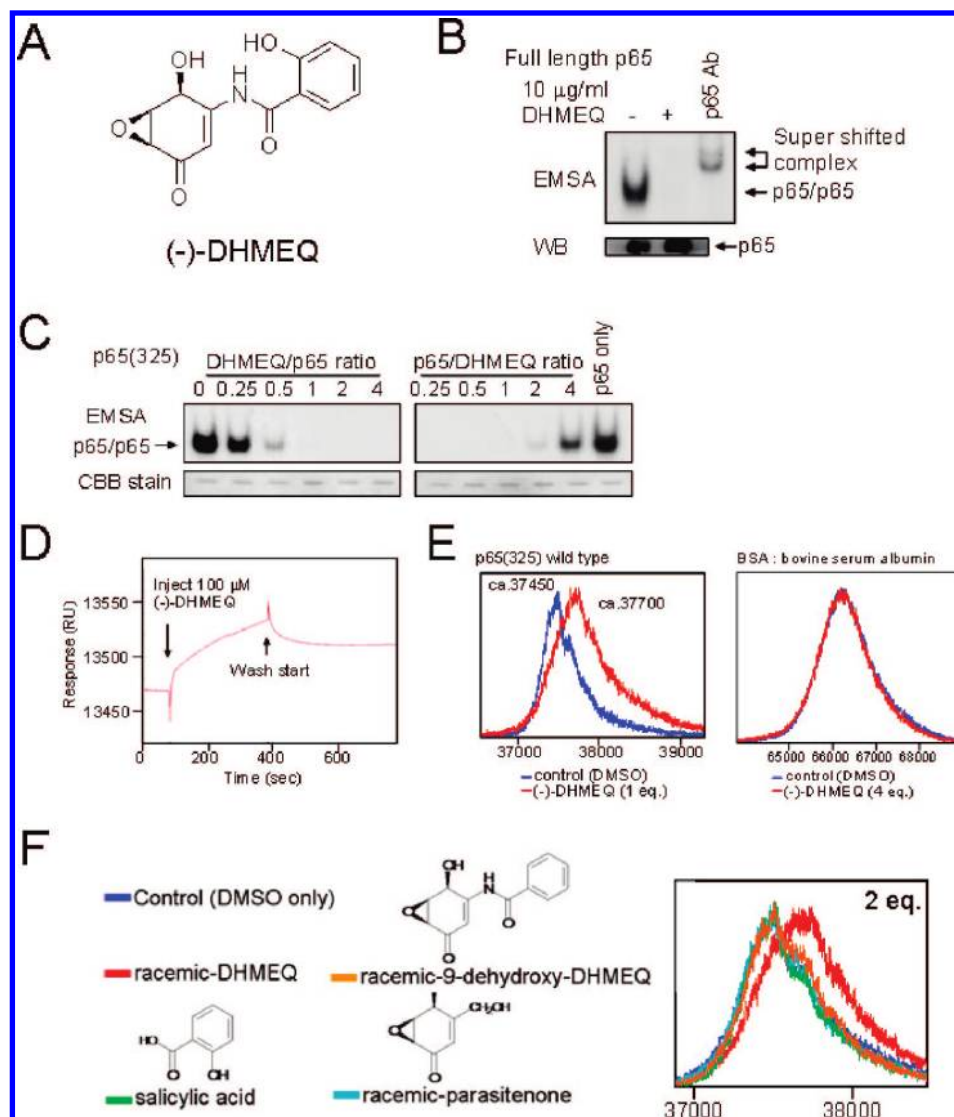 A
OH
HO
H
N
O
O
O
(-)-DHMEQ
B
Full length p65
10 µg/ml
DHMEQ - + p65 Ab
EMSA
Super shifted
complex
p65/p65
WB
p65
C
p65(325)
DHMEQ/p65 ratio
0 0.25 0.5 1 2 4
p65/DHMEQ ratio
0.25 0.5 1 2 4 p65 only
EMSA
p65/p65
CBB stain
D
Inject 100 µM
(-)-DHMEQ
Wash start
Response (RU)
13550
13500
13450
0 200 400 600
Time (sec)
E
p65(325) wild type
ca.37450
ca.37700
37000 38000 39000
control (DMSO)
(-)-DHMEQ (1 eq.)
BSA : bovine serum albumin
65000 66000 67000 68000
control (DMSO)
(-)-DHMEQ (4 eq.)
F
Control (DMSO only)
racemic-DHMEQ
HO
O
OH
salicylic acid
OH
H
N
O
O
O
racemic-9-dehydroxy-DHMEQ
CH₂OH
O
O
racemic-parasitenone
2 eq.
37000 38000